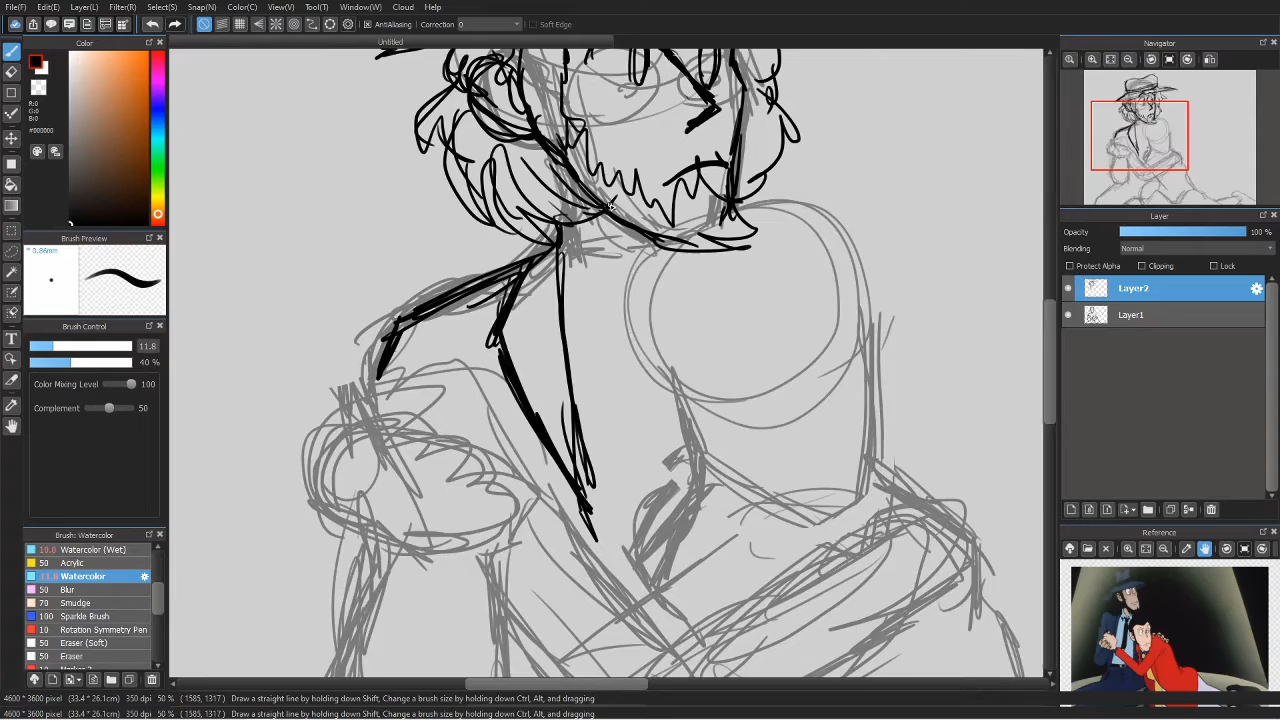 File(F) Edit(E) Layer(L) Filter(R) Select(S) Snap(N) Color(C) View(V) Tool(T) Window(W) Cloud Help
AntiAliasing Correction 0 Soft Edge
Untitled
Color
R:0
G:0
B:0
#000000
Brush Preview
* 0.86mm
Brush Control
11.8
40 %
Color Mixing Level 100
Complement 50
Brush: Watercolor
10.0 Watercolor (Wet)
50 Acrylic
11.8 Watercolor
50 Blur
70 Smudge
100 Sparkle Brush
10 Rotation Symmetry Pen
50 Eraser (Soft)
50 Eraser
Navigator
Layer
Opacity 100 %
Blending Normal
Protect Alpha Clipping Lock
Layer2
Layer1
Reference
4600 * 3600 pixel (33.4 * 26.1cm) 350 dpi 50 % ( 1585, 1317 ) Draw a straight line by holding down Shift, Change a brush size by holding down Ctrl, Alt, and dragging
4600 * 3600 pixel (33.4 * 26.1cm) 350 dpi 50 % ( 1585, 1317 ) Draw a straight line by holding down Shift, Change a brush size by holding down Ctrl, Alt, and dragging